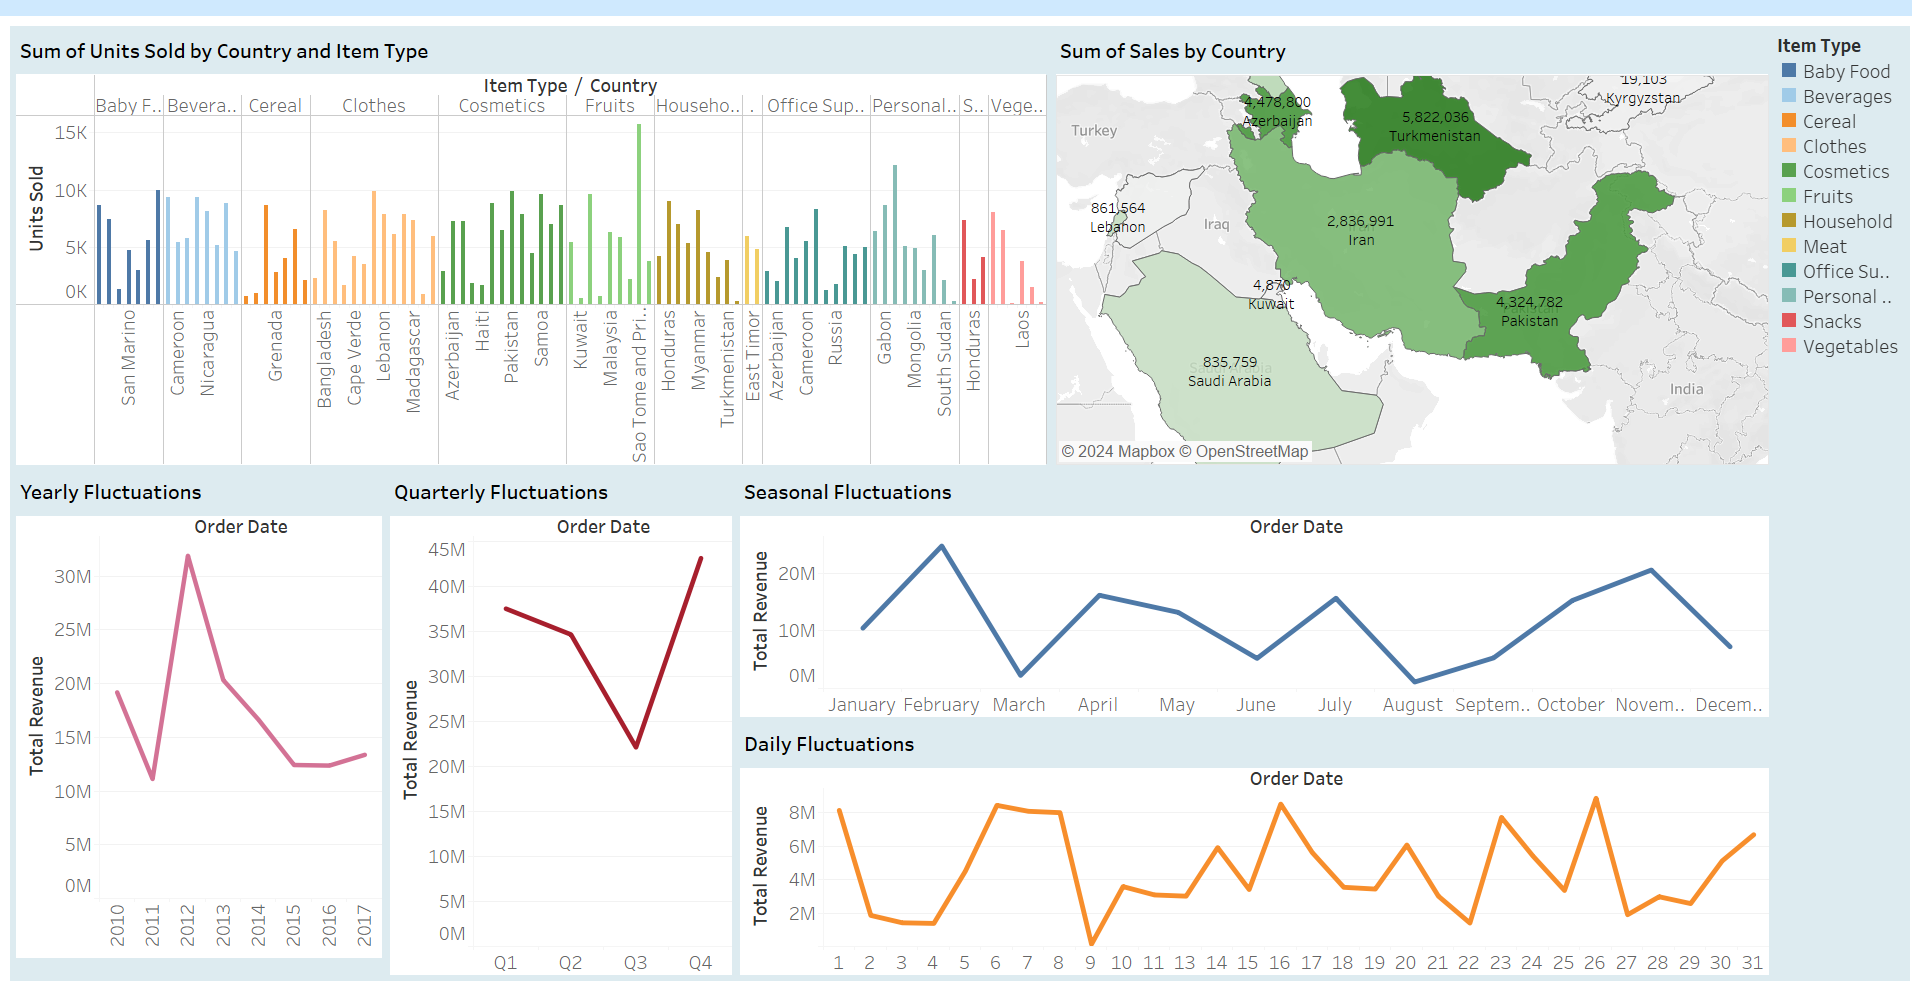 Sum of Units Sold by Country and Item Type
Item Type / Country
Baby F.. Bevera.. Cereal Clothes Cosmetics Fruits Househo.. . Office Sup.. Personal.. S.. Vege..
Units Sold
15K
10K
5K
0K
San Marino
Cameroon
Nicaragua
Grenada
Bangladesh
Cape Verde
Lebanon
Madagascar
Azerbaijan
Haiti
Pakistan
Samoa
Kuwait
Malaysia
Sao Tome and Pri..
Honduras
Myanmar
Turkmenistan
East Timor
Azerbaijan
Cameroon
Russia
Gabon
Mongolia
South Sudan
Honduras
Laos
Sum of Sales by Country
19,103
Kyrgyzstan
4,478,800
Azerbaijan
5,822,036
Turkmenistan
Turkey
861,564
Lebanon
Iraq
2,836,991
Iran
4,870
Kuwait
4,324,782
Pakistan
835,759
Saudi Arabia
India
© 2024 Mapbox © OpenStreetMap
Item Type
Baby Food
Beverages
Cereal
Clothes
Cosmetics
Fruits
Household
Meat
Office Su..
Personal ..
Snacks
Vegetables
Yearly Fluctuations
Order Date
Total Revenue
30M
25M
20M
15M
10M
5M
0M
2010 2011 2012 2013 2014 2015 2016 2017
Quarterly Fluctuations
Order Date
Total Revenue
45M
40M
35M
30M
25M
20M
15M
10M
5M
0M
Q1 Q2 Q3 Q4
Seasonal Fluctuations
Order Date
Total Revenue
20M
10M
0M
January February March April May June July August Septem.. October Novem.. Decem..
Daily Fluctuations
Order Date
Total Revenue
8M
6M
4M
2M
1 2 3 4 5 6 7 8 9 10 11 12 13 14 15 16 17 18 19 20 21 22 23 24 25 26 27 28 29 30 31